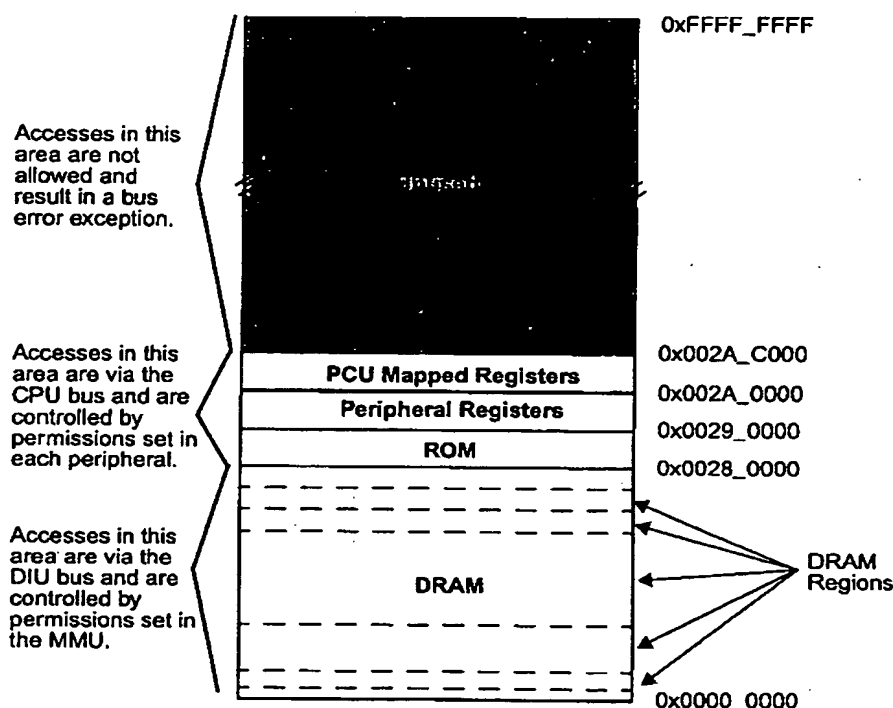 0xFFFF_FFFF
Accesses in this
area are not
allowed and
result in a bus
error exception.
0x002A_C000
Accesses in this
area are via the
CPU bus and are
controlled by
permissions set in
each peripheral.
PCU Mapped Registers
0x002A_0000
Peripheral Registers
0x0029_0000
ROM
0x0028_0000
Accesses in this
area are via the
DIU bus and are
controlled by
permissions set in
the MMU.
DRAM
DRAM
Regions
0x0000_0000